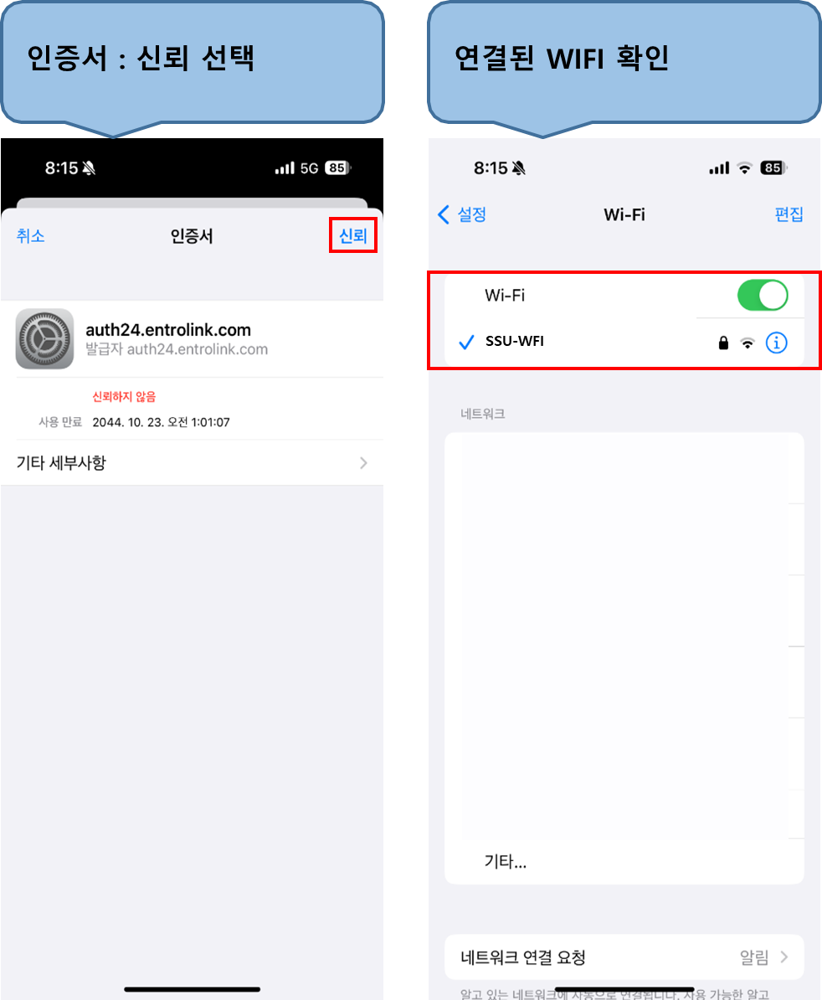 인증서 : 신뢰 선택
8:15
5G 85
취소
인증서
신뢰
auth24.entrolink.com
발급자 auth24.entrolink.com
신뢰하지 않음
사용 만료 2044. 10. 23. 오전 1:01:07
기타 세부사항
연결된 WIFI 확인
8:15
85
설정
Wi-Fi
편집
Wi-Fi
SSU-WFI
네트워크
기타...
네트워크 연결 요청
알림
알고 있는 네트워크에 자동으로 연결됩니다. 사용 가능한 알고